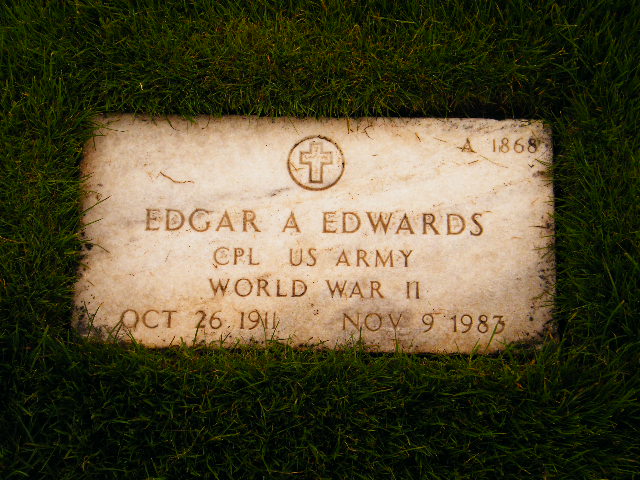 A 1868
EDGAR A EDWARDS
CPL US ARMY
WORLD WAR II
OCT 26 1911 NOV 9 1983